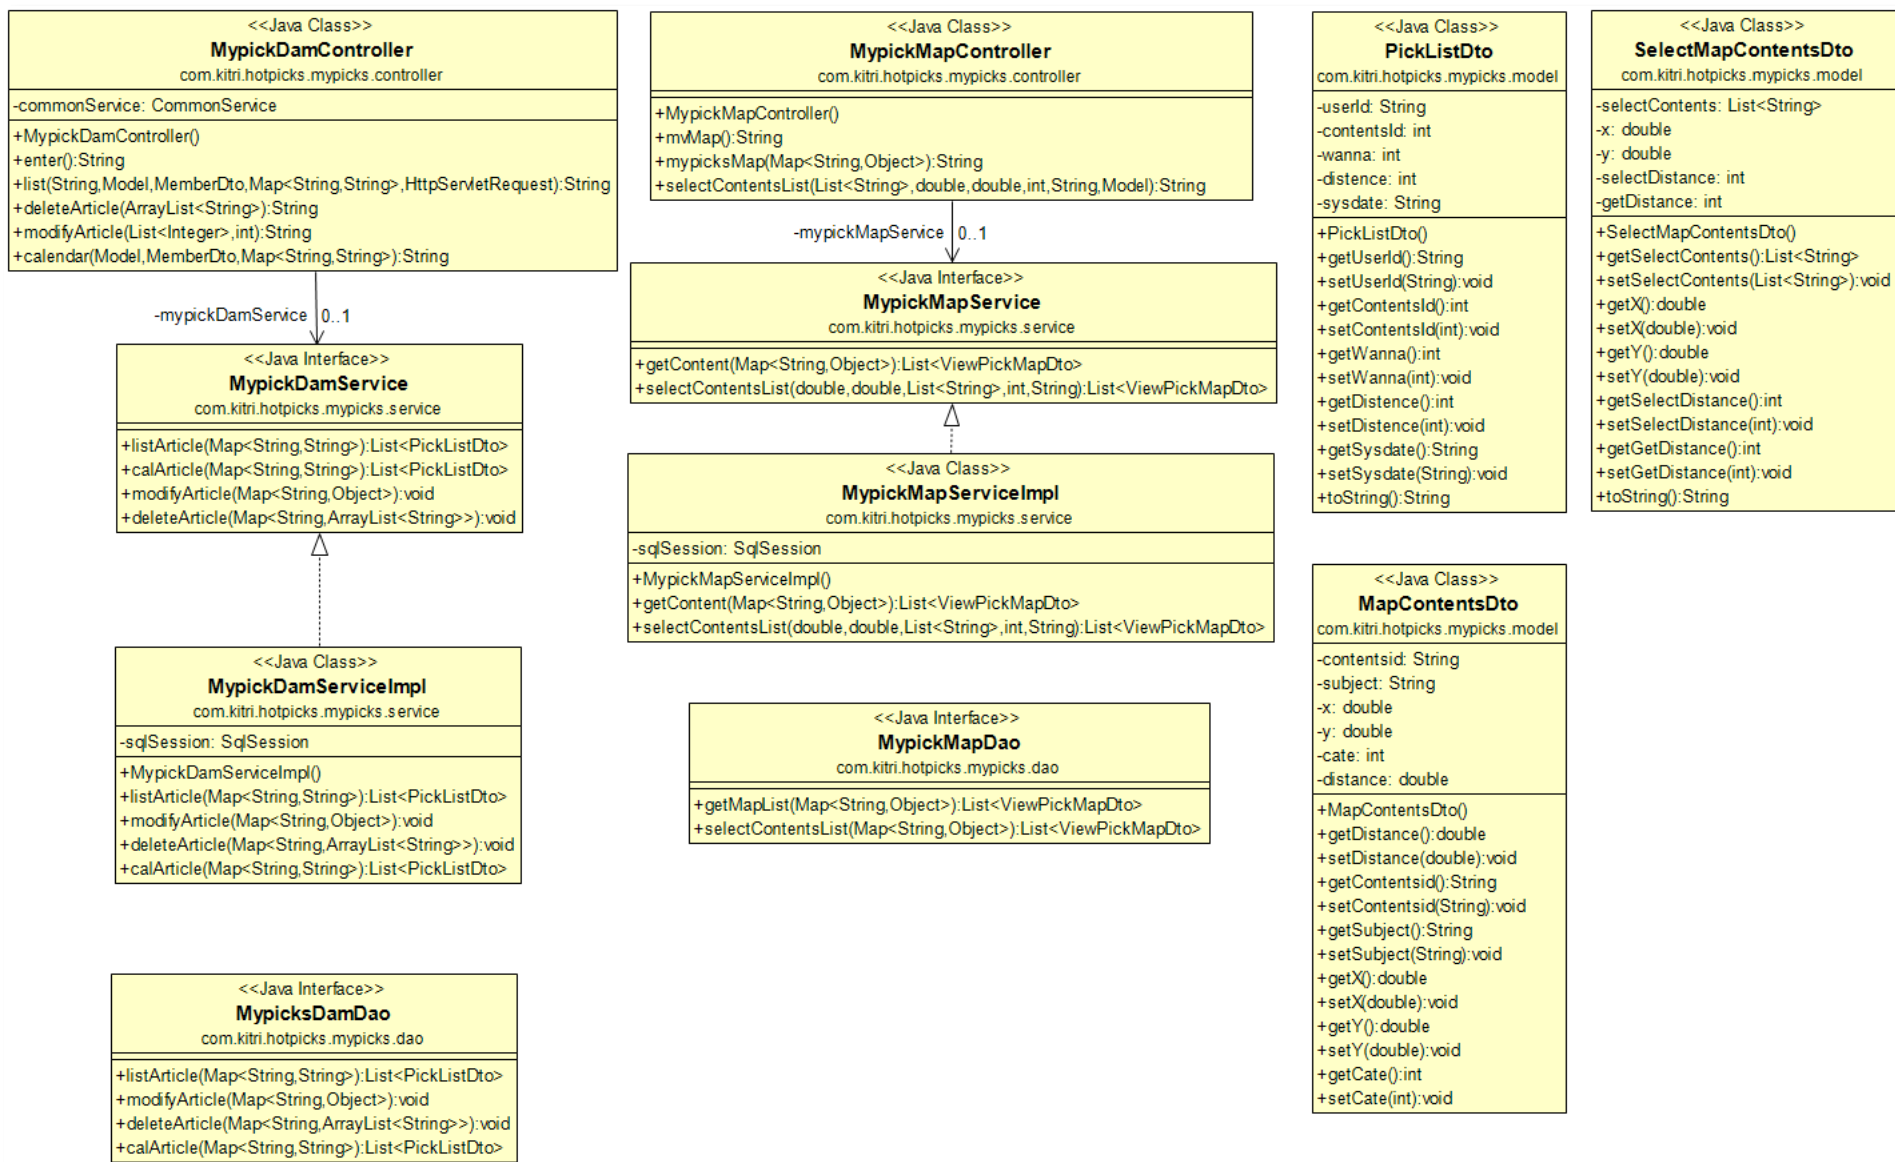 <<Java Class>>
MypickDamController
com.kitri.hotpicks.mypicks.controller
-commonService: CommonService
+MypickDamController()
+enter():String
+list(String,Model,MemberDto,Map<String,String>,HttpServletRequest):String
+deleteArticle(ArrayList<String>):String
+modifyArticle(List<Integer>,int):String
+calendar(Model,MemberDto,Map<String,String>):String
-mypickDamService 0..1
<<Java Interface>>
MypickDamService
com.kitri.hotpicks.mypicks.service
+listArticle(Map<String,String>):List<PickListDto>
+calArticle(Map<String,String>):List<PickListDto>
+modifyArticle(Map<String,Object>):void
+deleteArticle(Map<String,ArrayList<String>>):void
<<Java Class>>
MypickDamServiceImpl
com.kitri.hotpicks.mypicks.service
-sqlSession: SqlSession
+MypickDamServiceImpl()
+listArticle(Map<String,String>):List<PickListDto>
+modifyArticle(Map<String,Object>):void
+deleteArticle(Map<String,ArrayList<String>>):void
+calArticle(Map<String,String>):List<PickListDto>
<<Java Interface>>
MypicksDamDao
com.kitri.hotpicks.mypicks.dao
+listArticle(Map<String,String>):List<PickListDto>
+modifyArticle(Map<String,Object>):void
+deleteArticle(Map<String,ArrayList<String>>):void
+calArticle(Map<String,String>):List<PickListDto>
<<Java Class>>
MypickMapController
com.kitri.hotpicks.mypicks.controller
+MypickMapController()
+mvMap():String
+mypicksMap(Map<String,Object>):String
+selectContentsList(List<String>,double,double,int,String,Model):String
-mypickMapService 0..1
<<Java Interface>>
MypickMapService
com.kitri.hotpicks.mypicks.service
+getContent(Map<String,Object>):List<ViewPickMapDto>
+selectContentsList(double,double,List<String>,int,String):List<ViewPickMapDto>
<<Java Class>>
MypickMapServiceImpl
com.kitri.hotpicks.mypicks.service
-sqlSession: SqlSession
+MypickMapServiceImpl()
+getContent(Map<String,Object>):List<ViewPickMapDto>
+selectContentsList(double,double,List<String>,int,String):List<ViewPickMapDto>
<<Java Interface>>
MypickMapDao
com.kitri.hotpicks.mypicks.dao
+getMapList(Map<String,Object>):List<ViewPickMapDto>
+selectContentsList(Map<String,Object>):List<ViewPickMapDto>
<<Java Class>>
PickListDto
com.kitri.hotpicks.mypicks.model
-userId: String
-contentsId: int
-wanna: int
-distence: int
-sysdate: String
+PickListDto()
+getUserId():String
+setUserId(String):void
+getContentsId():int
+setContentsId(int):void
+getWanna():int
+setWanna(int):void
+getDistence():int
+setDistence(int):void
+getSysdate():String
+setSysdate(String):void
+toString():String
<<Java Class>>
SelectMapContentsDto
com.kitri.hotpicks.mypicks.model
-selectContents: List<String>
-x: double
-y: double
-selectDistance: int
-getDistance: int
+SelectMapContentsDto()
+getSelectContents():List<String>
+setSelectContents(List<String>):void
+getX():double
+setX(double):void
+getY():double
+setY(double):void
+getSelectDistance():int
+setSelectDistance(int):void
+getGetDistance():int
+setGetDistance(int):void
+toString():String
<<Java Class>>
MapContentsDto
com.kitri.hotpicks.mypicks.model
-contentsid: String
-subject: String
-x: double
-y: double
-cate: int
-distance: double
+MapContentsDto()
+getDistance():double
+setDistance(double):void
+getContentsid():String
+setContentsid(String):void
+getSubject():String
+setSubject(String):void
+getX():double
+setX(double):void
+getY():double
+setY(double):void
+getCate():int
+setCate(int):void